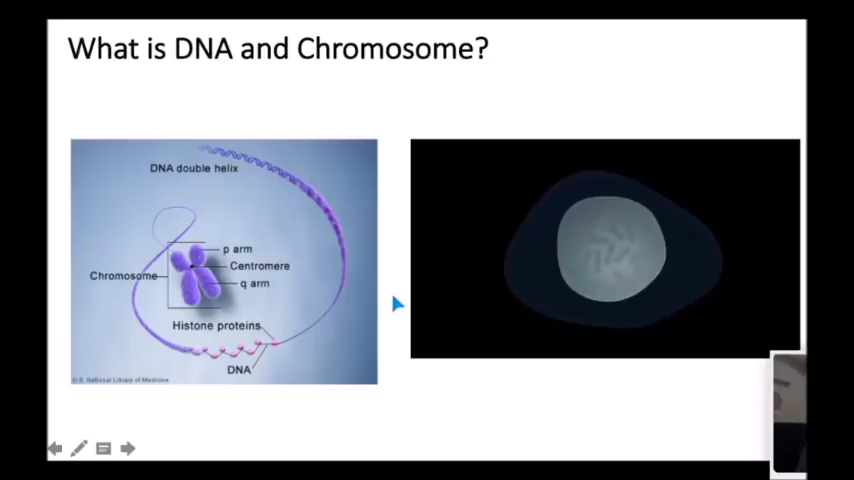 What is DNA and Chromosome?
DNA double helix
p arm
Centromere
Chromosome
q arm
Histone proteins
DNA
U.S. National Library of Medicine